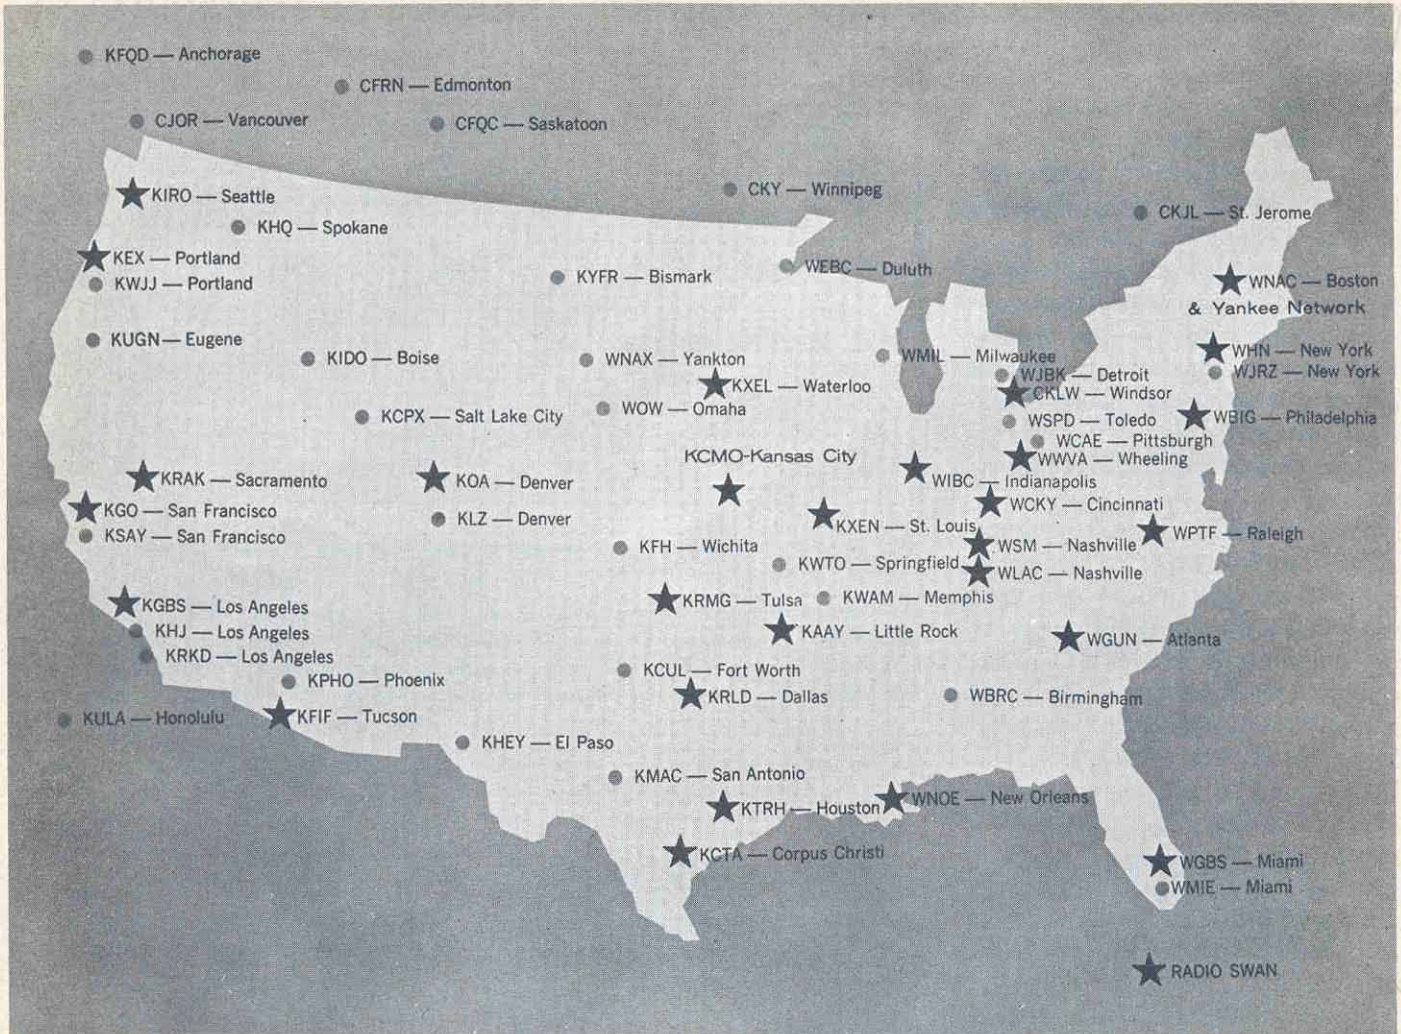 KFQD — Anchorage
CFRN — Edmonton
CJOR — Vancouver
CFQC — Saskatoon
KIRO — Seattle
CKY — Winnipeg
CKJL — St. Jerome
KHQ — Spokane
KEX — Portland
KWJJ — Portland
KYFR — Bismark
WEBC — Duluth
WNAC — Boston
& Yankee Network
KUGN — Eugene
KIDO — Boise
WNAX — Yankton
WMIL — Milwaukee
WHN — New York
WJBK — Detroit
WJRZ — New York
KXEL — Waterloo
CKLW — Windsor
KCPX — Salt Lake City
WOW — Omaha
WSPD — Toledo
WBIG — Philadelphia
WCAE — Pittsburgh
KCMO-Kansas City
WWVA — Wheeling
KRAK — Sacramento
KOA — Denver
WIBC — Indianapolis
KGO — San Francisco
WCKY — Cincinnati
KLZ — Denver
KXEN — St. Louis
KSAY — San Francisco
WPTF — Raleigh
KFH — Wichita
WSM — Nashville
KWTO — Springfield
WLAC — Nashville
KGBS — Los Angeles
KRMG — Tulsa
KWAM — Memphis
KHJ — Los Angeles
KAAY — Little Rock
WGUN — Atlanta
KRKD — Los Angeles
KPHO — Phoenix
KCUL — Fort Worth
KRLD — Dallas
WBRC — Birmingham
KULA — Honolulu
KFIF — Tucson
KHEY — El Paso
KMAC — San Antonio
KTRH — Houston
WNOE — New Orleans
KCTA — Corpus Christi
WGBS — Miami
WMIE — Miami
RADIO SWAN